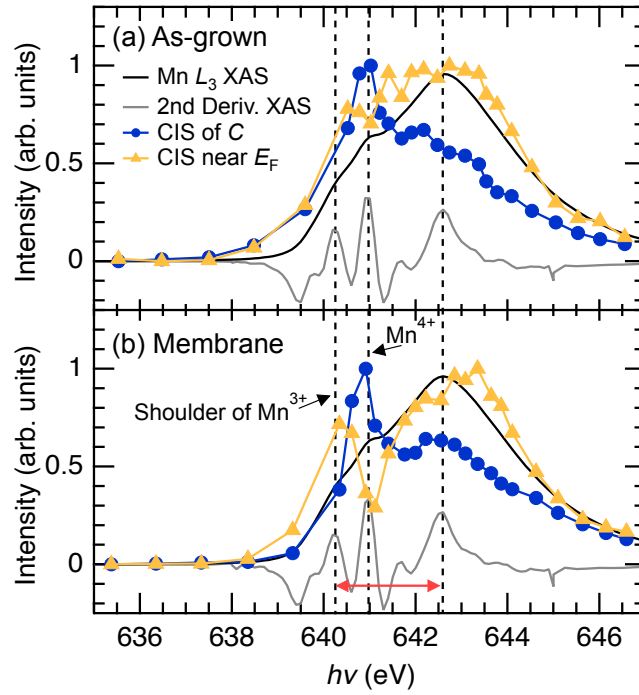 (a) As-grown
Mn L₃ XAS
2nd Deriv. XAS
CIS of C
CIS near E_F
Intensity (arb. units)
1
0.5
0
(b) Membrane
Mn⁴⁺
Shoulder of Mn³⁺
Intensity (arb. units)
1
0.5
0
636 638 640 642 644 646
hν (eV)